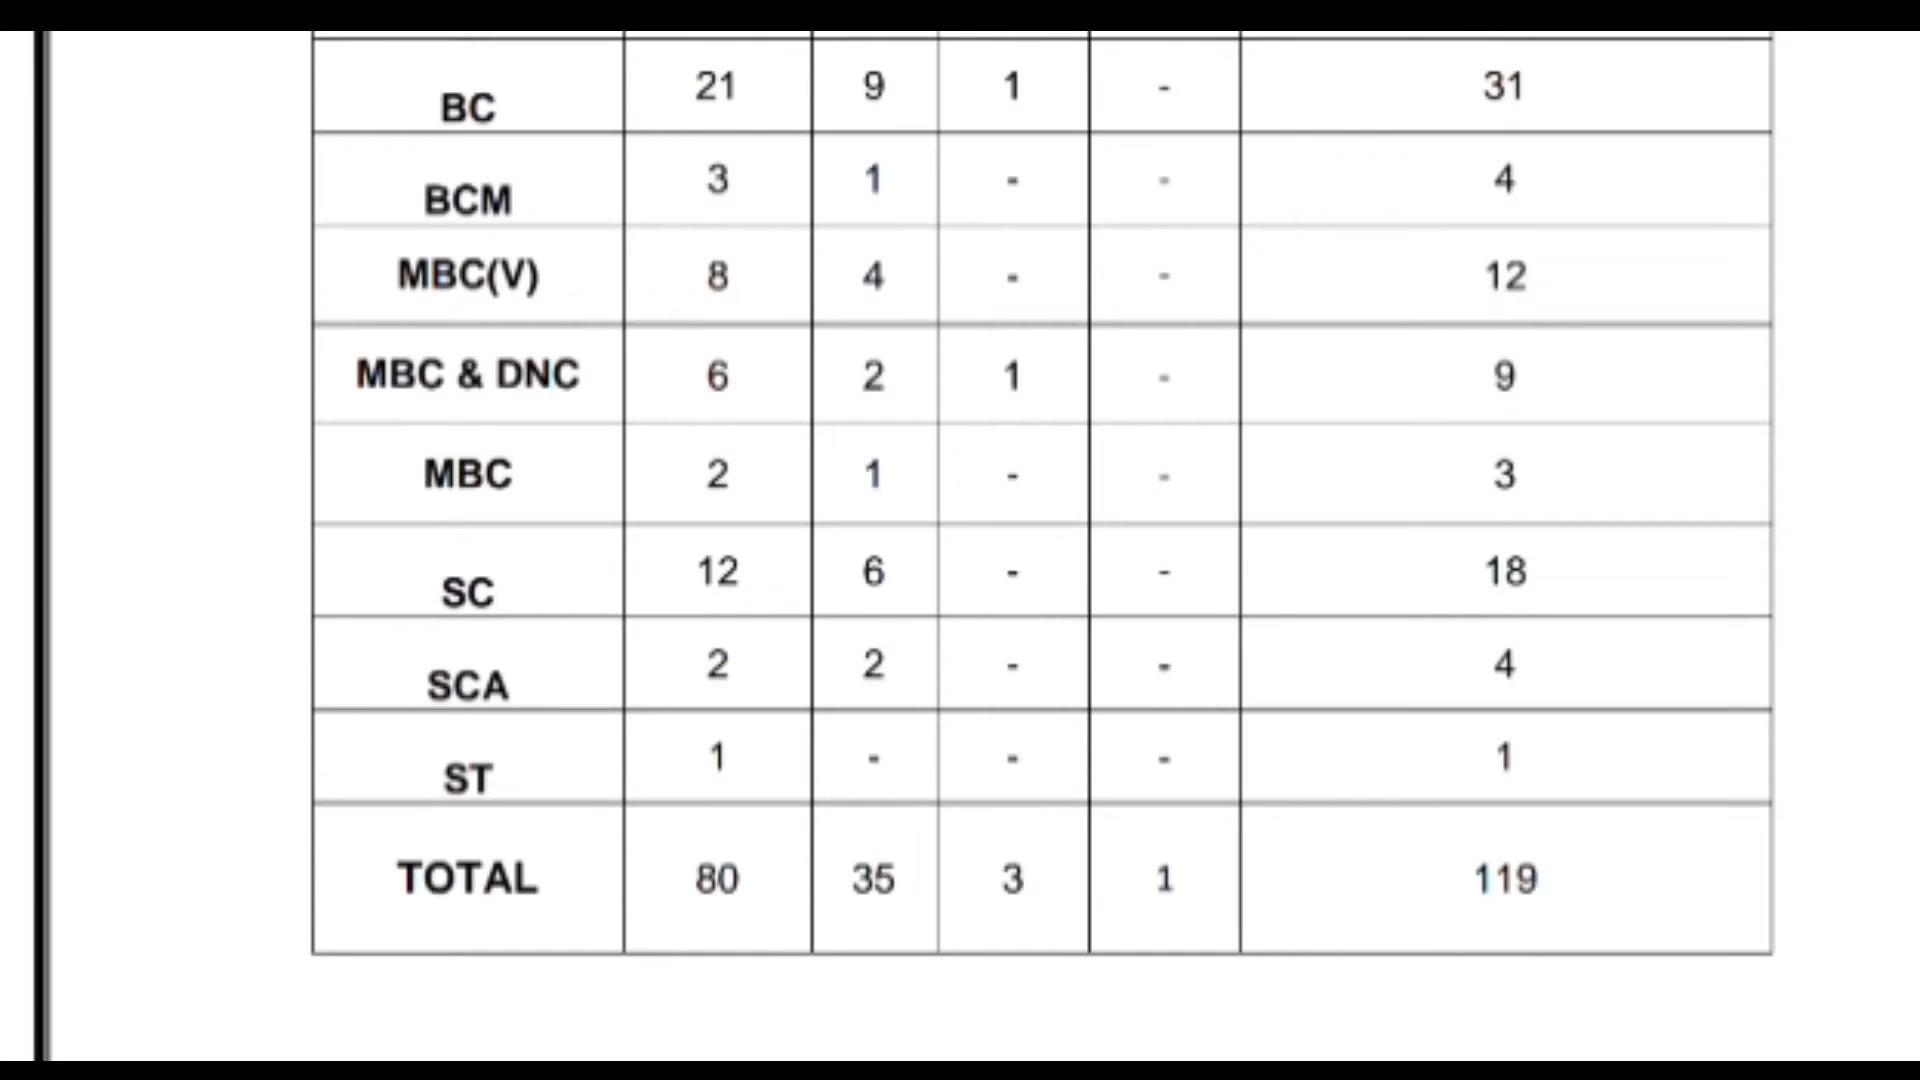 BC 21 9 1 - 31
BCM 3 1 - - 4
MBC(V) 8 4 - - 12
MBC & DNC 6 2 1 - 9
MBC 2 1 - - 3
SC 12 6 - - 18
SCA 2 2 - - 4
ST 1 - - - 1
TOTAL 80 35 3 1 119